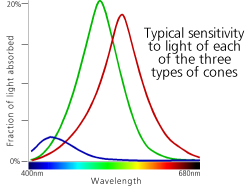 20%
Typical sensitivity
to light of each
of the three
types of cones
Fraction of light absorbed
0%
400nm 680nm
Wavelength